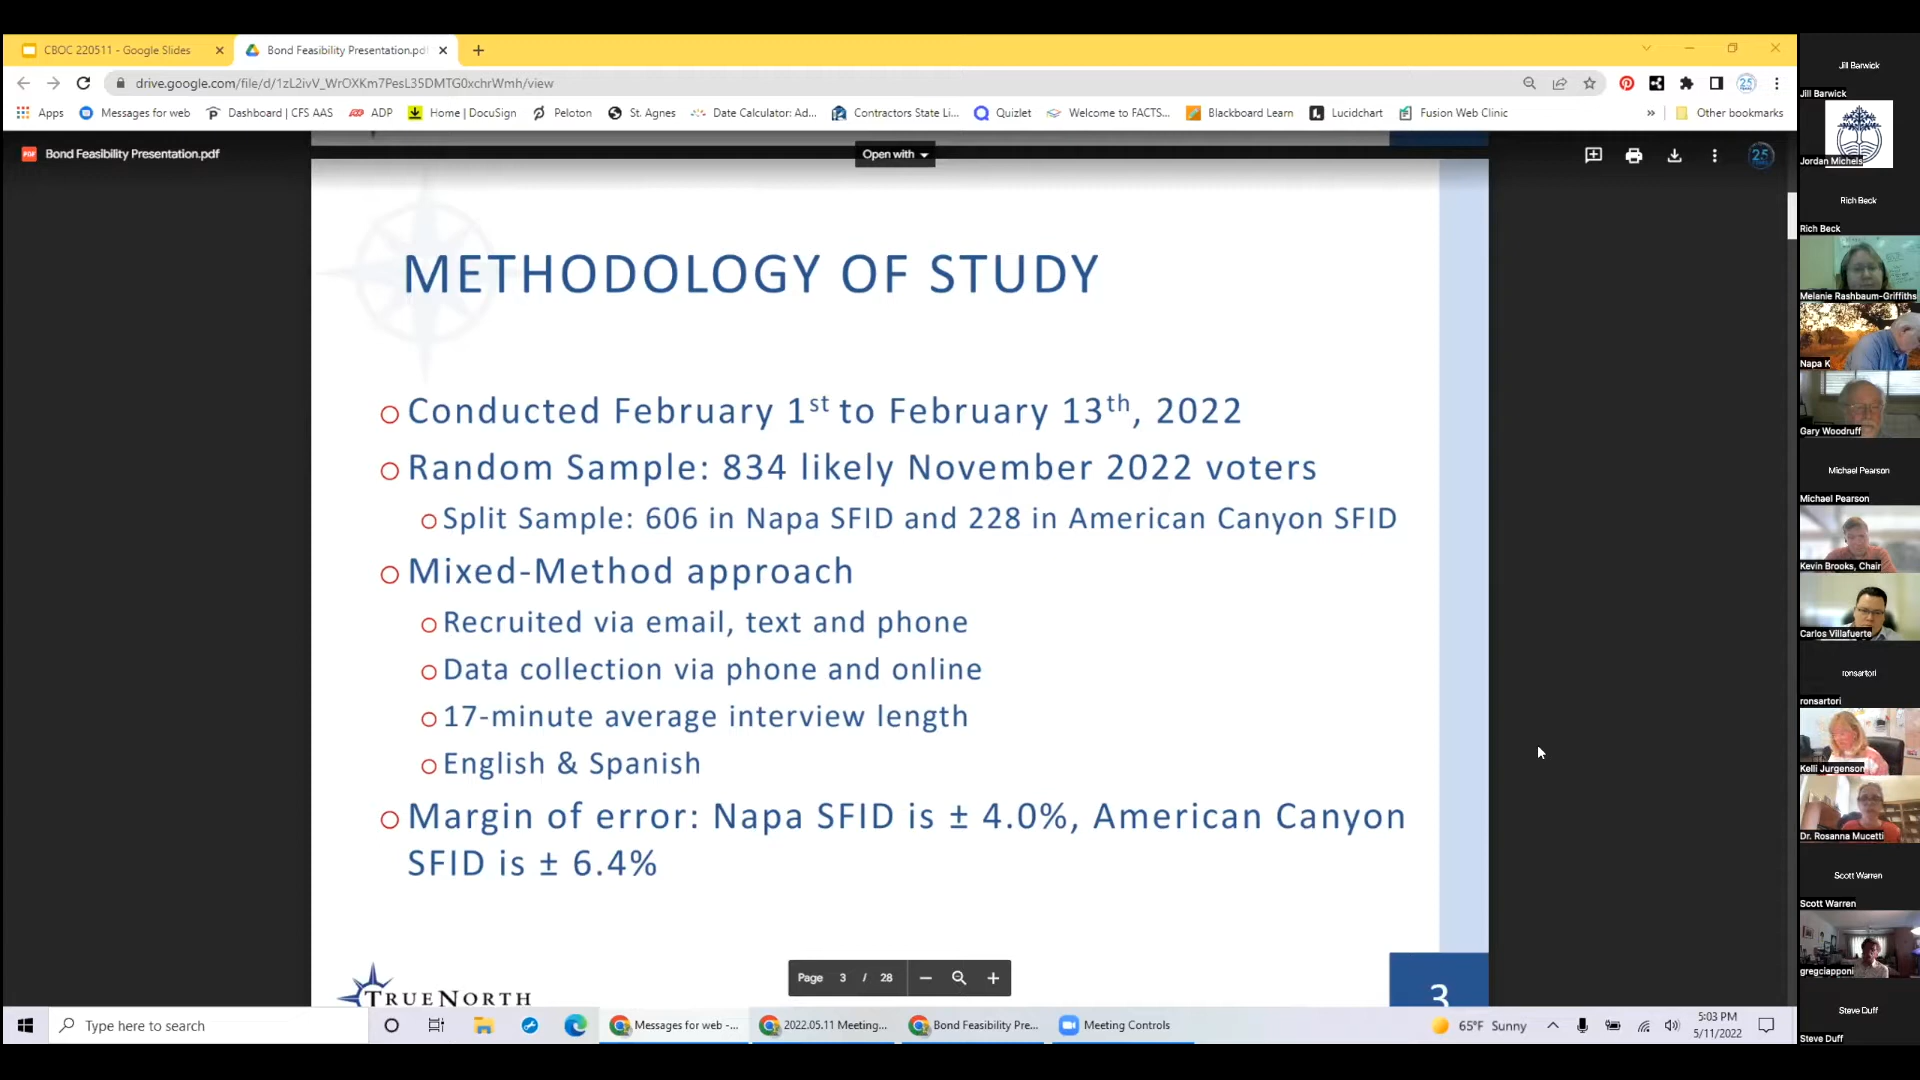 CBOC 220511 - Google Slides
Bond Feasibility Presentation.pdf
drive.google.com/file/d/1zL2ivV_WrOXKm7PesL35DMTG0xchrWmh/view
Apps
Messages for web
Dashboard | CFS AAS
ADP
Home | DocuSign
Peloton
St. Agnes
Date Calculator: Ad...
Contractors State Li...
Quizlet
Welcome to FACTS...
Blackboard Learn
Lucidchart
Fusion Web Clinic
»
Other bookmarks
Bond Feasibility Presentation.pdf
Open with
25
METHODOLOGY OF STUDY
Conducted February 1st to February 13th, 2022
Random Sample: 834 likely November 2022 voters
Split Sample: 606 in Napa SFID and 228 in American Canyon SFID
Mixed-Method approach
Recruited via email, text and phone
Data collection via phone and online
17-minute average interview length
English & Spanish
Margin of error: Napa SFID is ± 4.0%, American Canyon
SFID is ± 6.4%
TRUENORTH
3
Page 3 / 28
Type here to search
Messages for web -...
2022.05.11 Meeting...
Bond Feasibility Pre...
Meeting Controls
65°F Sunny
5:03 PM
5/11/2022
Jill Barwick
Jill Barwick
Jordan Michels
Rich Beck
Rich Beck
Melanie Rashbaum-Griffiths
Napa K
Gary Woodruff
Michael Pearson
Michael Pearson
Kevin Brooks, Chair
Carlos Villafuerte
ronsartori
ronsartori
Kelli Jurgenson
Dr. Rosanna Mucetti
Scott Warren
Scott Warren
gregciapponi
Steve Duff
Steve Duff